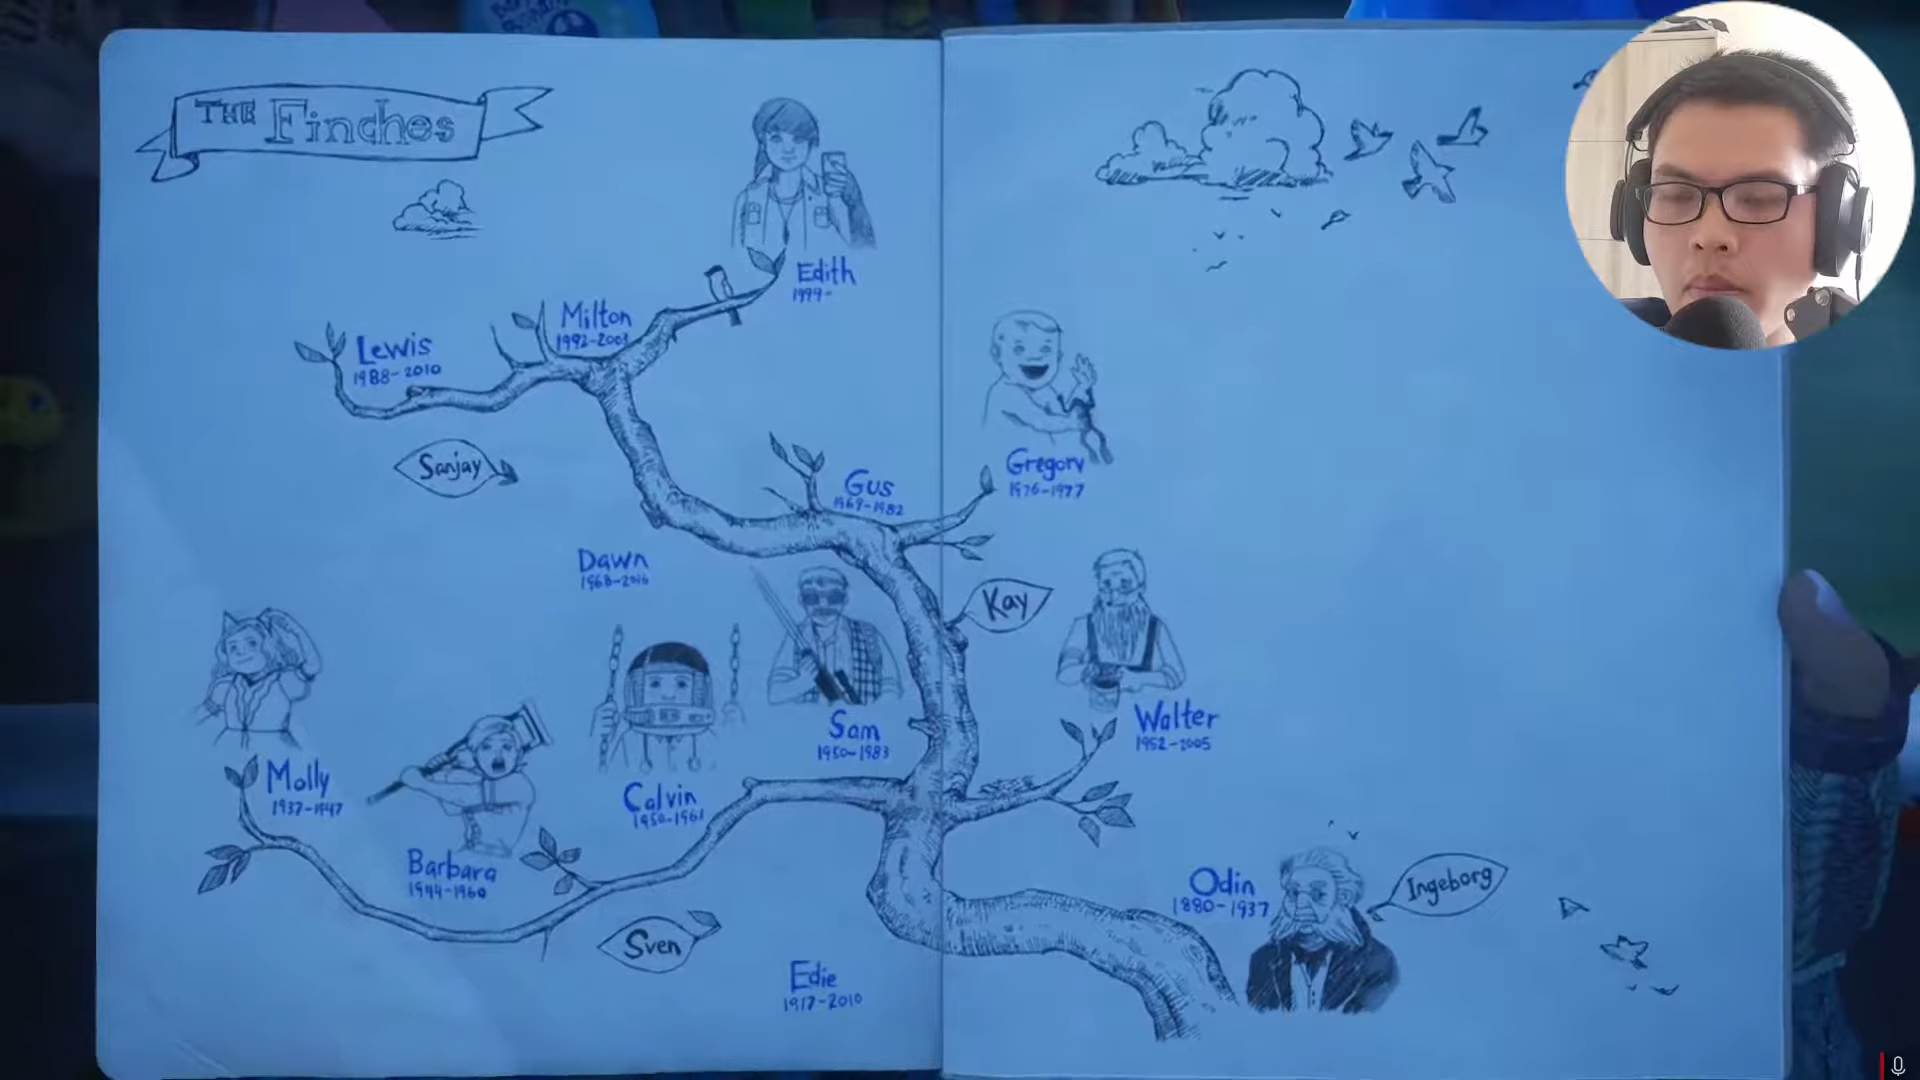 THE Finches
Edith
1999-
Milton
1992-2003
Lewis
1988-2010
Sanjay
Gus
1969-1982
Gregory
1976-1977
Dawn
1968-2016
Kay
Sam
1950-1983
Walter
1952-2005
Molly
1937-1947
Calvin
1950-1961
Barbara
1944-1960
Odin
1880-1937
Ingeborg
Sven
Edie
1917-2010